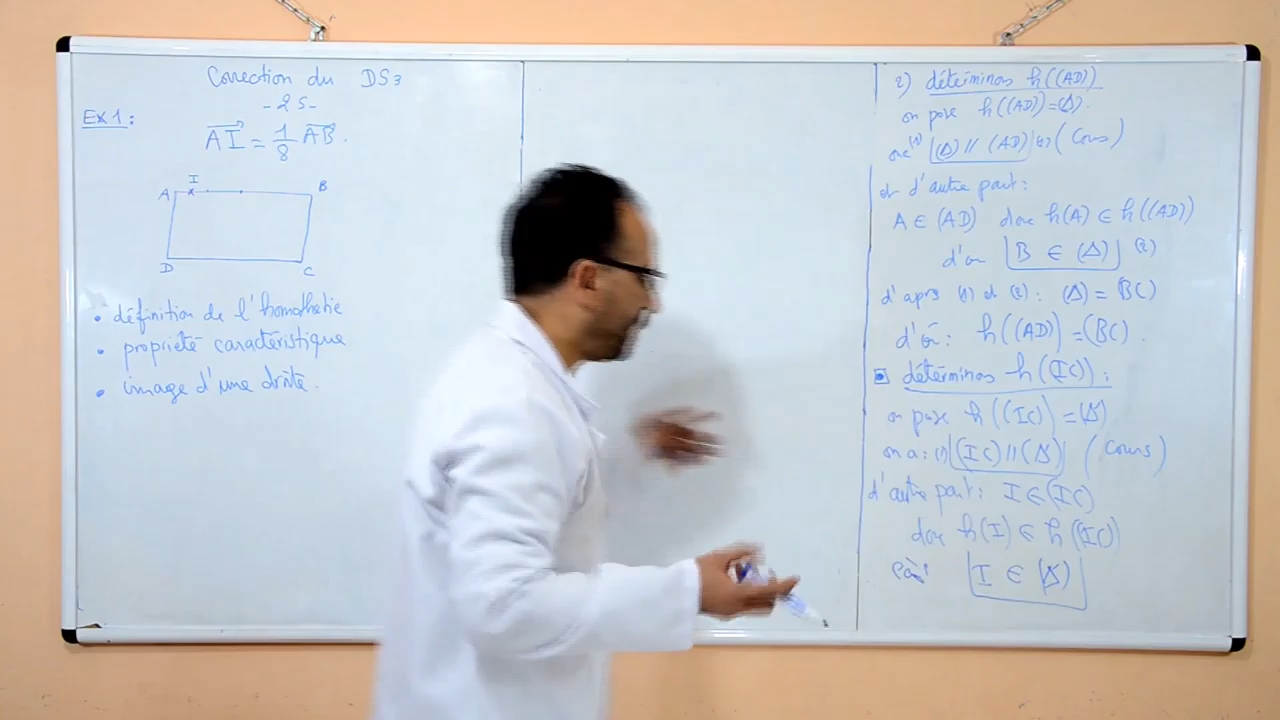 Correction du DS3
- 2S -
Ex1:
AI = 1/8 AB.
I
A B
D C
• définition de l'homothetie
• propriété caractéristique
• image d'une droite.
2) déterminons h((AD))
on pose h((AD)) = (Δ).
(1) (Δ) // (AD) (Cours)
et d'autre part:
A ∈ (AD) donc h(A) ∈ h((AD))
d'où B ∈ (Δ) (2)
d'après (1) et (2): (Δ) = (BC)
d'où: h((AD)) = (BC).
déterminons h((IC)):
on pose h((IC)) = (Δ')
on a: (1) (IC) // (Δ') (Cours)
d'autre part: I ∈ (IC)
donc h(I) ∈ h((IC))
I ∈ (Δ')